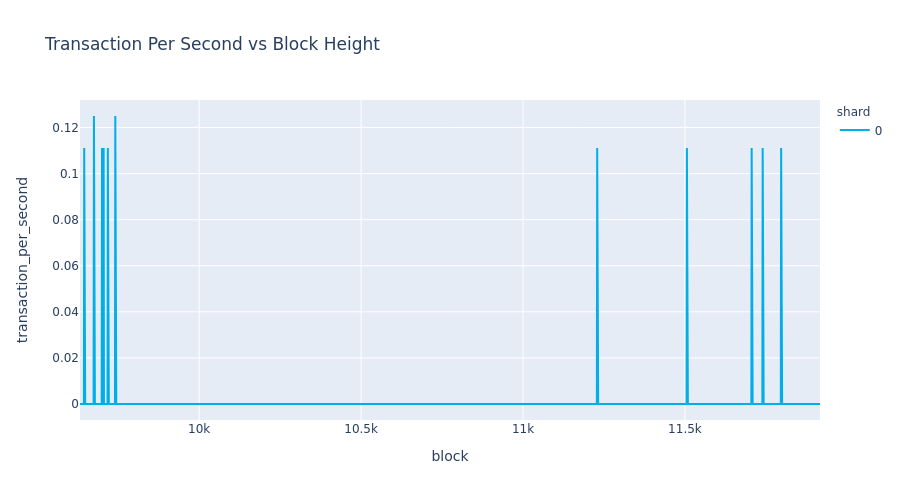 Transaction Per Second vs Block Height
shard
0
0.12
0.1
0.08
0.06
0.04
0.02
0
transaction_per_second
10k
10.5k
11k
11.5k
block